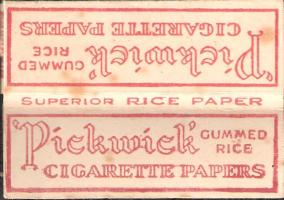 'Pickwick'
GUMMED
RICE
CIGARETTE PAPERS
SUPERIOR RICE PAPER
'Pickwick'
GUMMED
RICE
CIGARETTE PAPERS